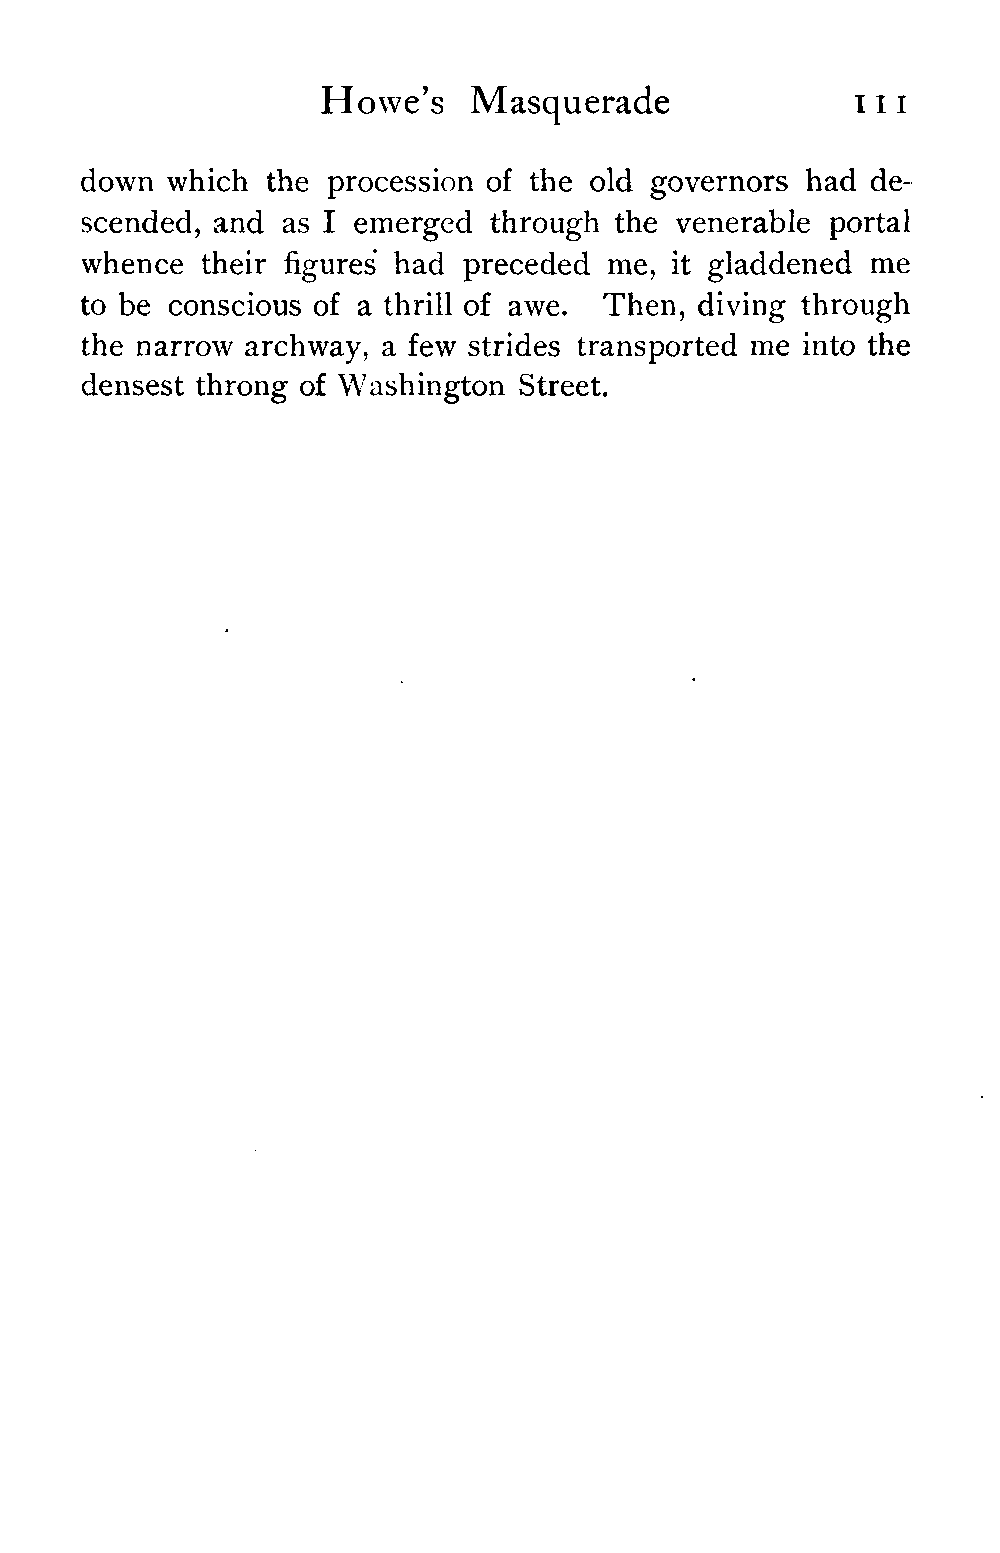 Howe's Masquerade 111
down which the procession of the old governors had de-
scended, and as I emerged through the venerable portal
whence their figures had preceded me, it gladdened me
to be conscious of a thrill of awe. Then, diving through
the narrow archway, a few strides transported me into the
densest throng of Washington Street.